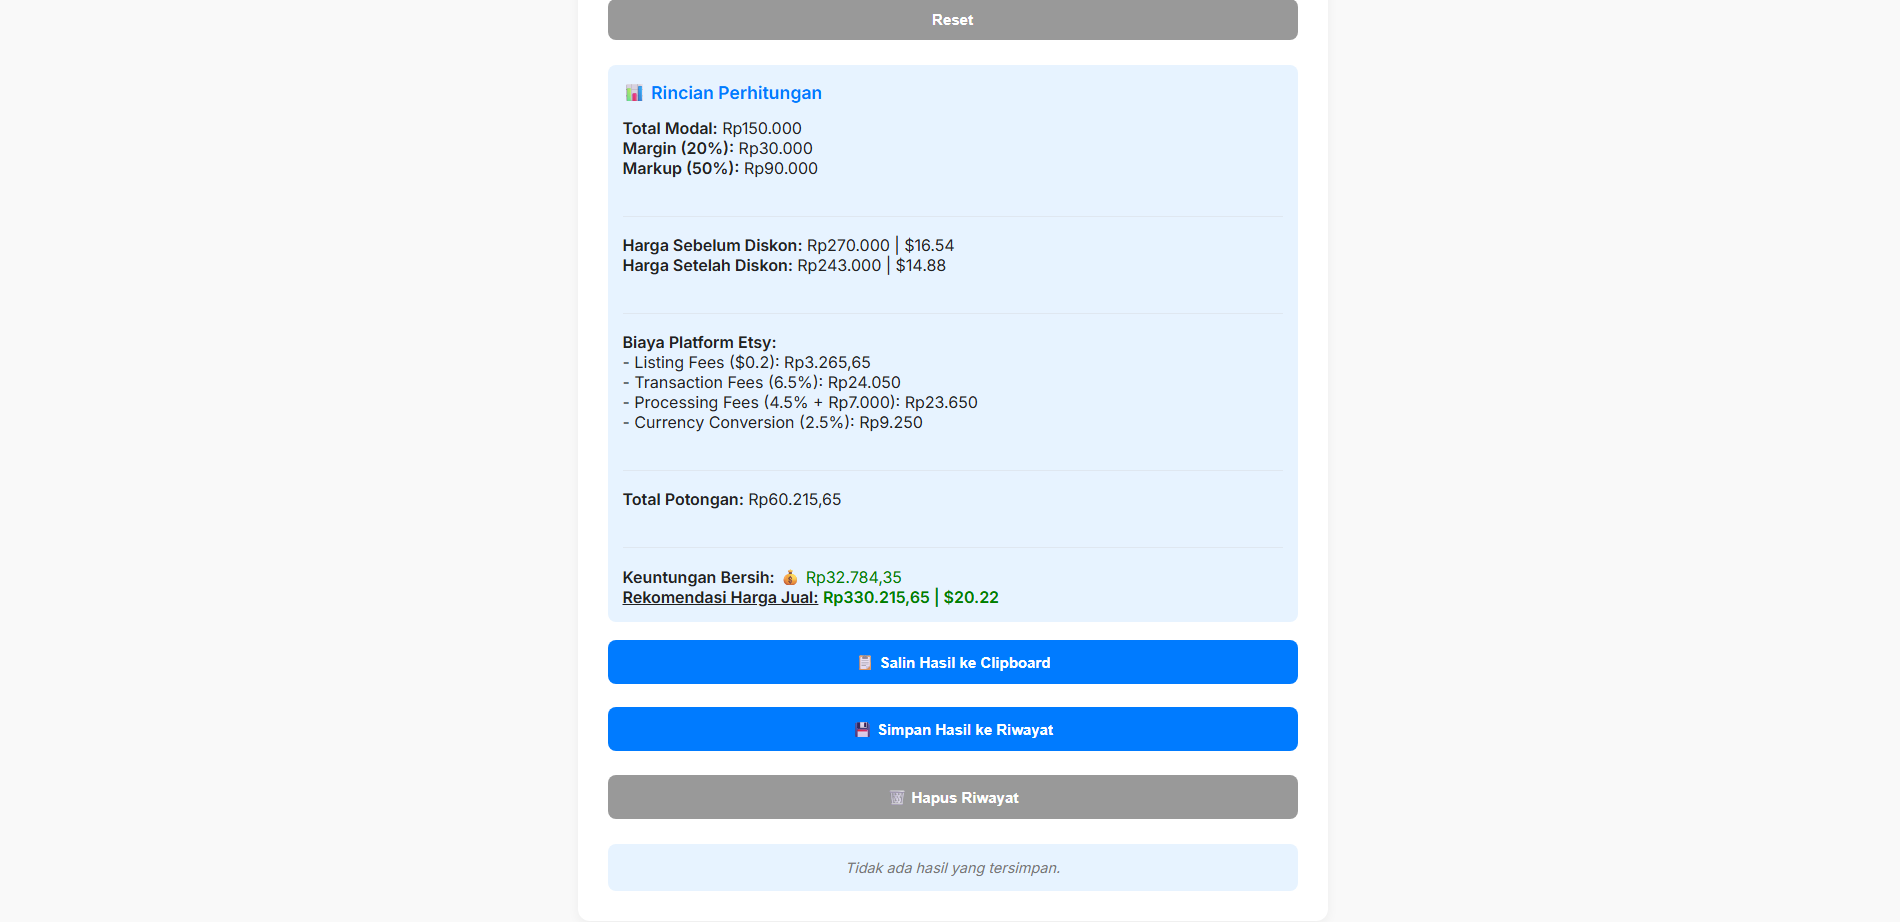 Reset
📊 Rincian Perhitungan
Total Modal: Rp150.000
Margin (20%): Rp30.000
Markup (50%): Rp90.000
Harga Sebelum Diskon: Rp270.000 | $16.54
Harga Setelah Diskon: Rp243.000 | $14.88
Biaya Platform Etsy:
- Listing Fees ($0.2): Rp3.265,65
- Transaction Fees (6.5%): Rp24.050
- Processing Fees (4.5% + Rp7.000): Rp23.650
- Currency Conversion (2.5%): Rp9.250
Total Potongan: Rp60.215,65
Keuntungan Bersih: 💰 Rp32.784,35
Rekomendasi Harga Jual: Rp330.215,65 | $20.22
📋 Salin Hasil ke Clipboard
💾 Simpan Hasil ke Riwayat
🗑️ Hapus Riwayat
Tidak ada hasil yang tersimpan.